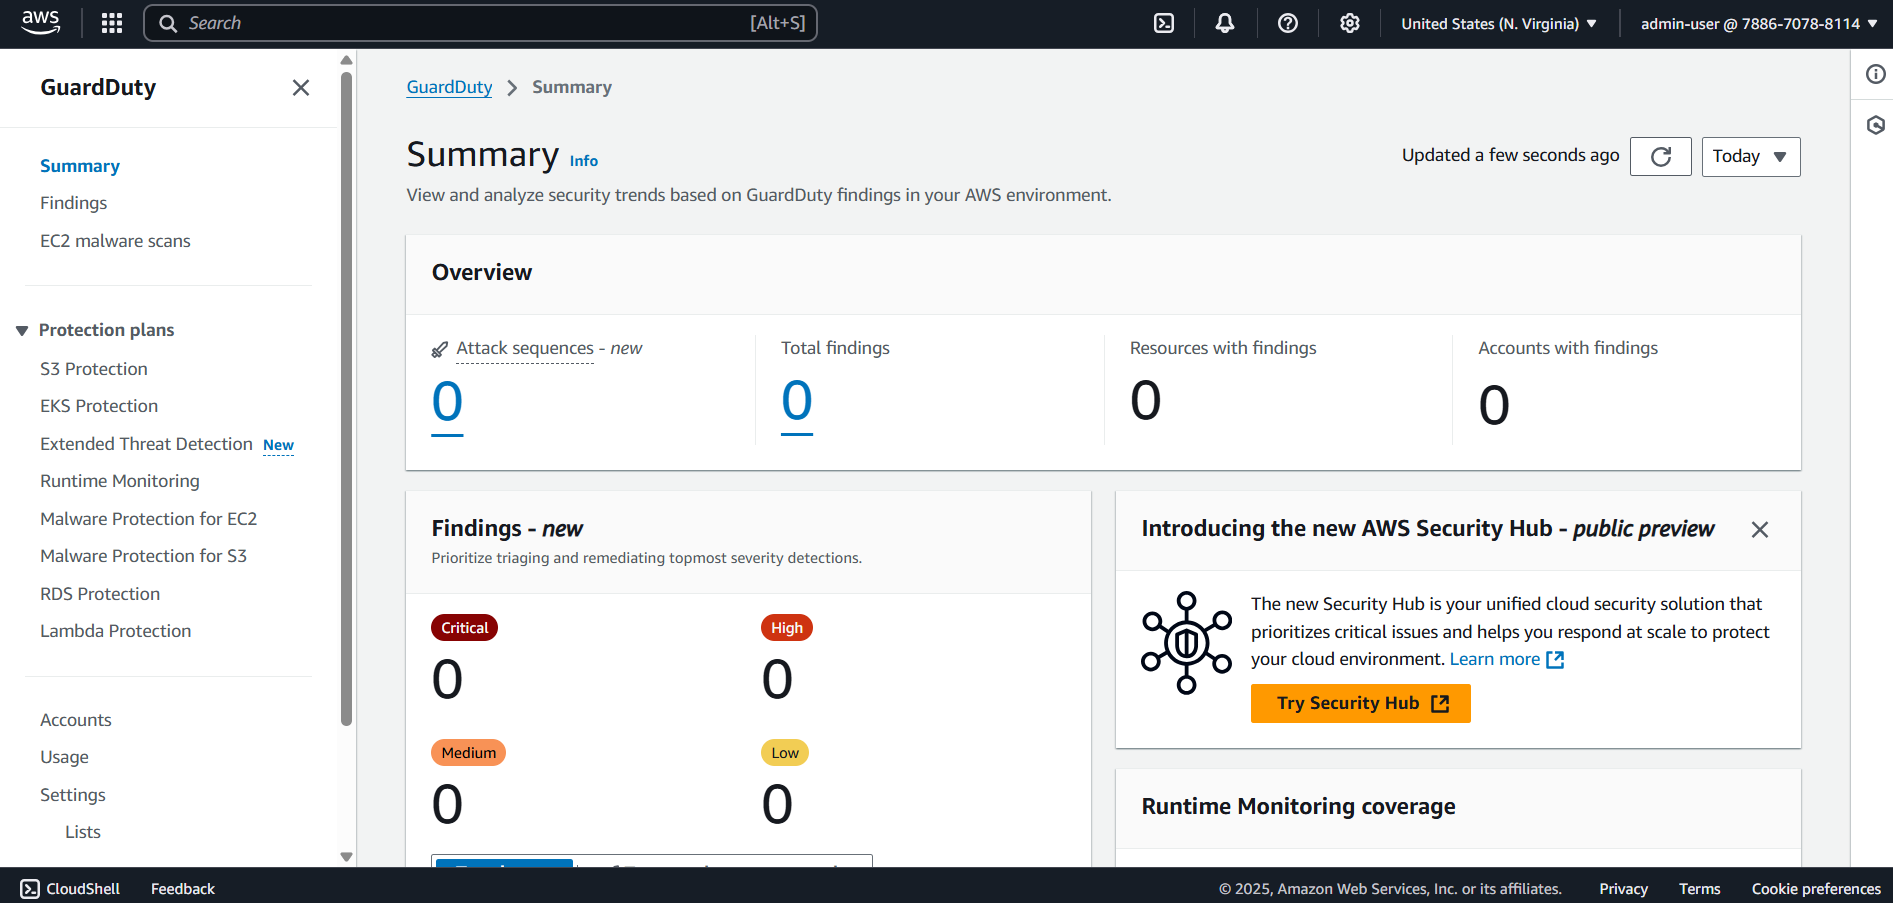 aws
Search [Alt+S]
United States (N. Virginia)
admin-user @ 7886-7078-8114
GuardDuty
Summary
Findings
EC2 malware scans
Protection plans
S3 Protection
EKS Protection
Extended Threat Detection New
Runtime Monitoring
Malware Protection for EC2
Malware Protection for S3
RDS Protection
Lambda Protection
Accounts
Usage
Settings
Lists
GuardDuty > Summary
Summary Info
Updated a few seconds ago
Today
View and analyze security trends based on GuardDuty findings in your AWS environment.
Overview
Attack sequences - new
0
Total findings
0
Resources with findings
0
Accounts with findings
0
Findings - new
Prioritize triaging and remediating topmost severity detections.
Critical
0
High
0
Medium
0
Low
0
Introducing the new AWS Security Hub - public preview
The new Security Hub is your unified cloud security solution that
prioritizes critical issues and helps you respond at scale to protect
your cloud environment. Learn more
Try Security Hub
Runtime Monitoring coverage
CloudShell
Feedback
© 2025, Amazon Web Services, Inc. or its affiliates.
Privacy
Terms
Cookie preferences